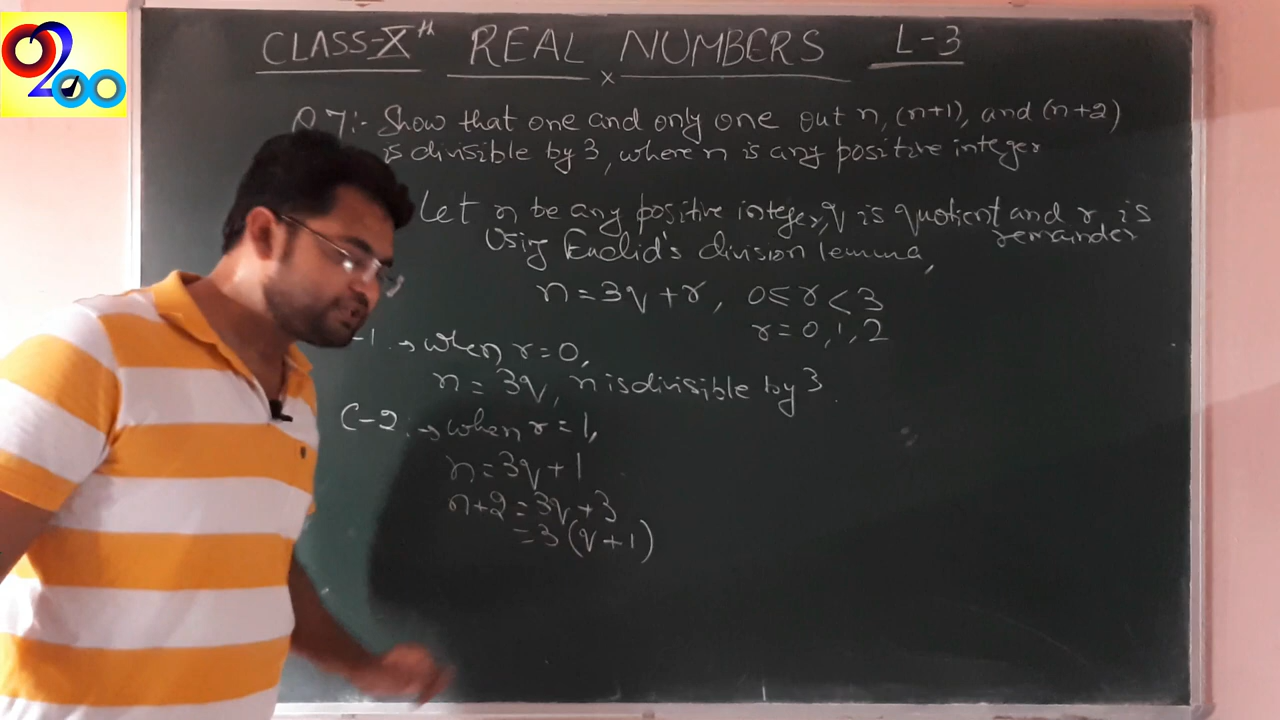 CLASS-Xth REAL NUMBERS L-3
x
Q7:- Show that one and only one out n, (n+1), and (n+2)
is divisible by 3, where n is any positive integer
Let n be any positive integer, q is quotient and r is
remainder
Using Euclid's division lemma,
n = 3q + r, 0 ≤ r < 3
r = 0, 1, 2
-1. → when r = 0,
n = 3q, n is divisible by 3.
C-2. → when r = 1,
n = 3q + 1
n+2 = 3q + 3
= 3(q+1)
0200